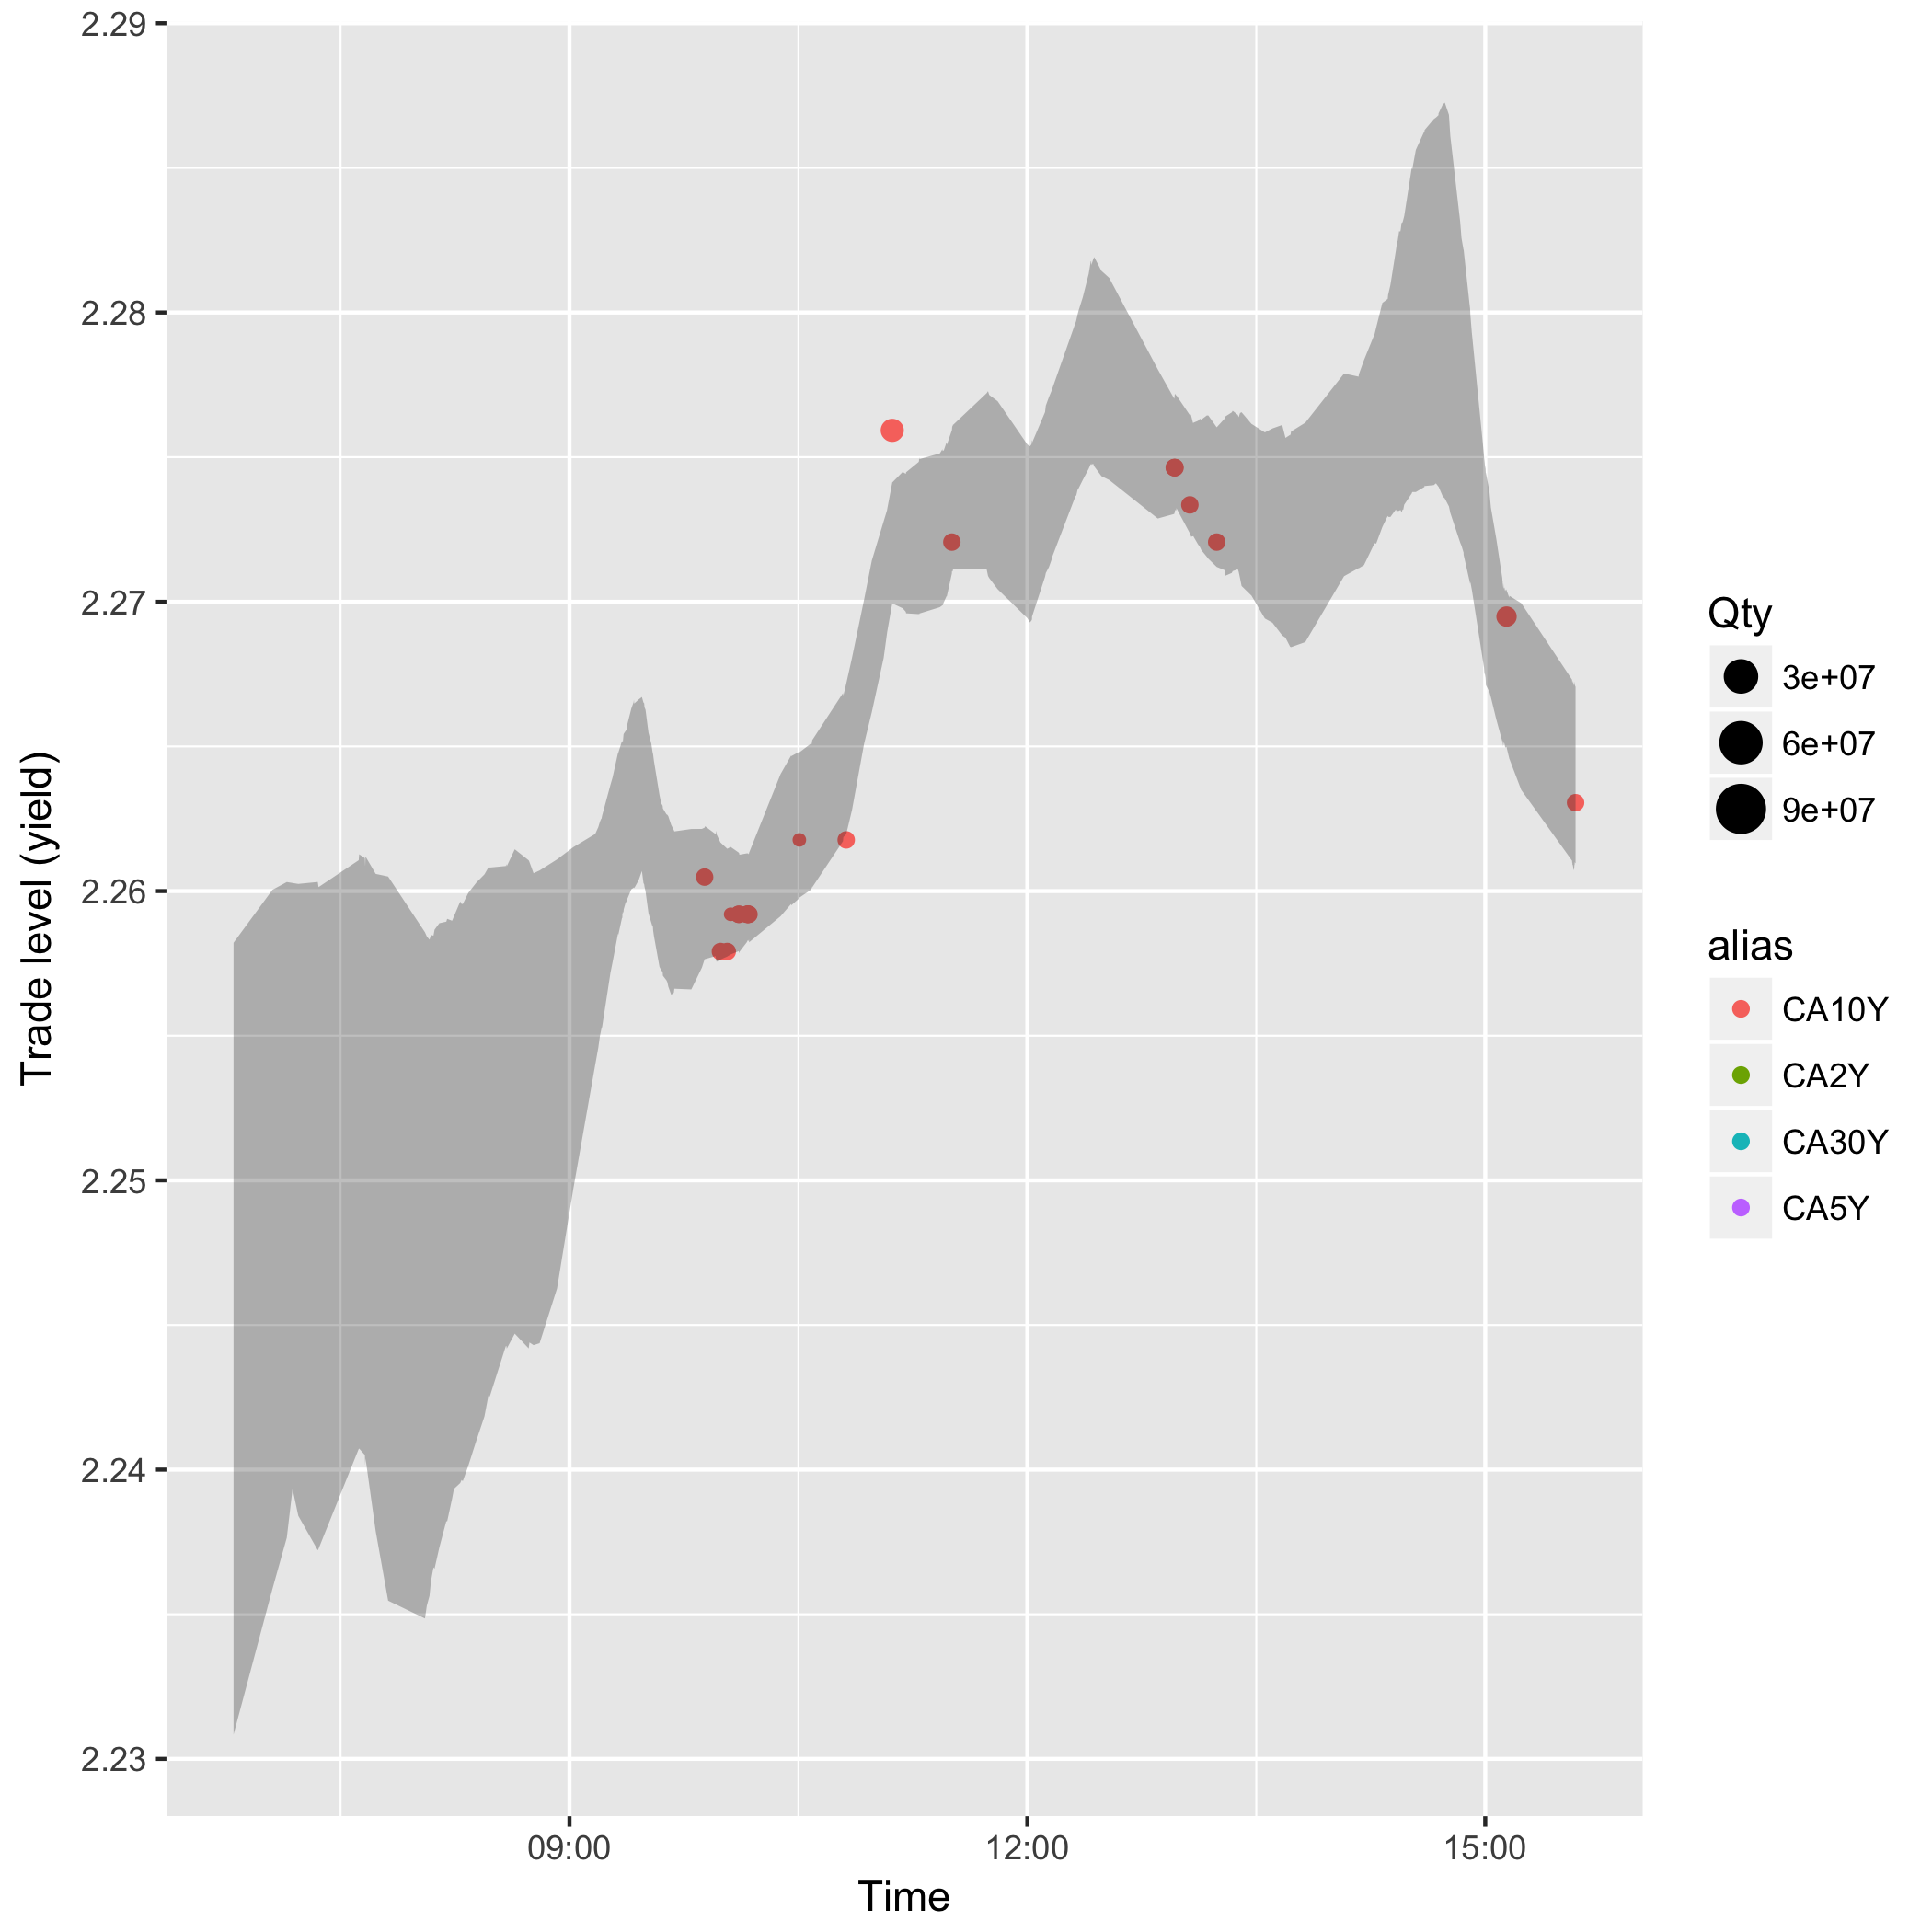 2.29
2.28
2.27
2.26
2.25
2.24
2.23
Trade level (yield)
09:00
12:00
15:00
Time
Qty
3e+07
6e+07
9e+07
alias
CA10Y
CA2Y
CA30Y
CA5Y